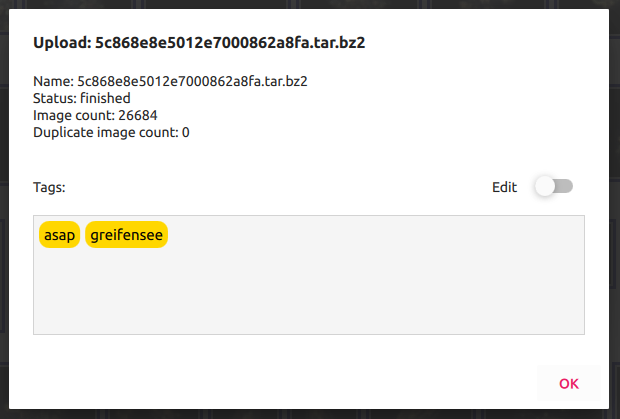 Upload: 5c868e8e5012e7000862a8fa.tar.bz2
Name: 5c868e8e5012e7000862a8fa.tar.bz2
Status: finished
Image count: 26684
Duplicate image count: 0
Tags: Edit
asap greifensee
OK